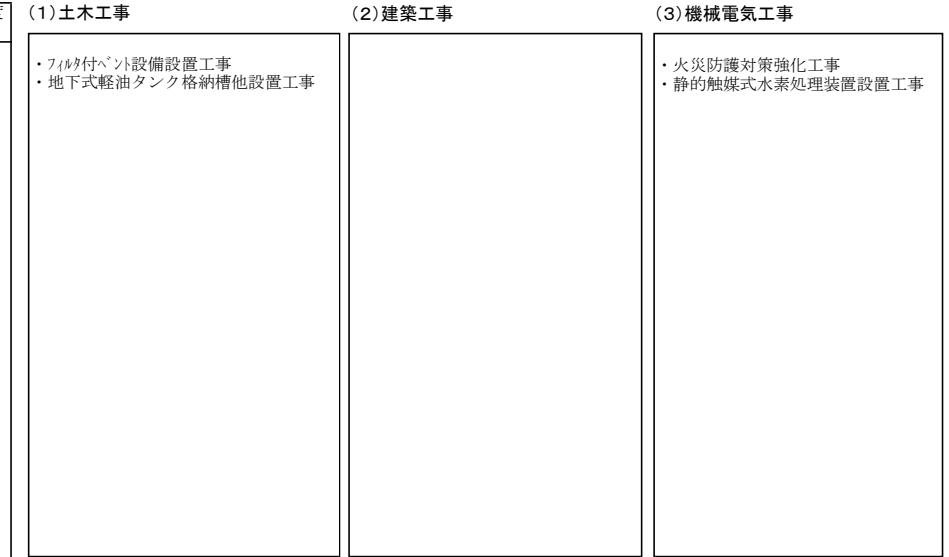 (1)土木工事
・ﾌｨﾙﾀ付ﾍﾞﾝﾄ設備設置工事
・地下式軽油タンク格納槽他設置工事
(2)建築工事
(3)機械電気工事
・火災防護対策強化工事
・静的触媒式水素処理装置設置工事